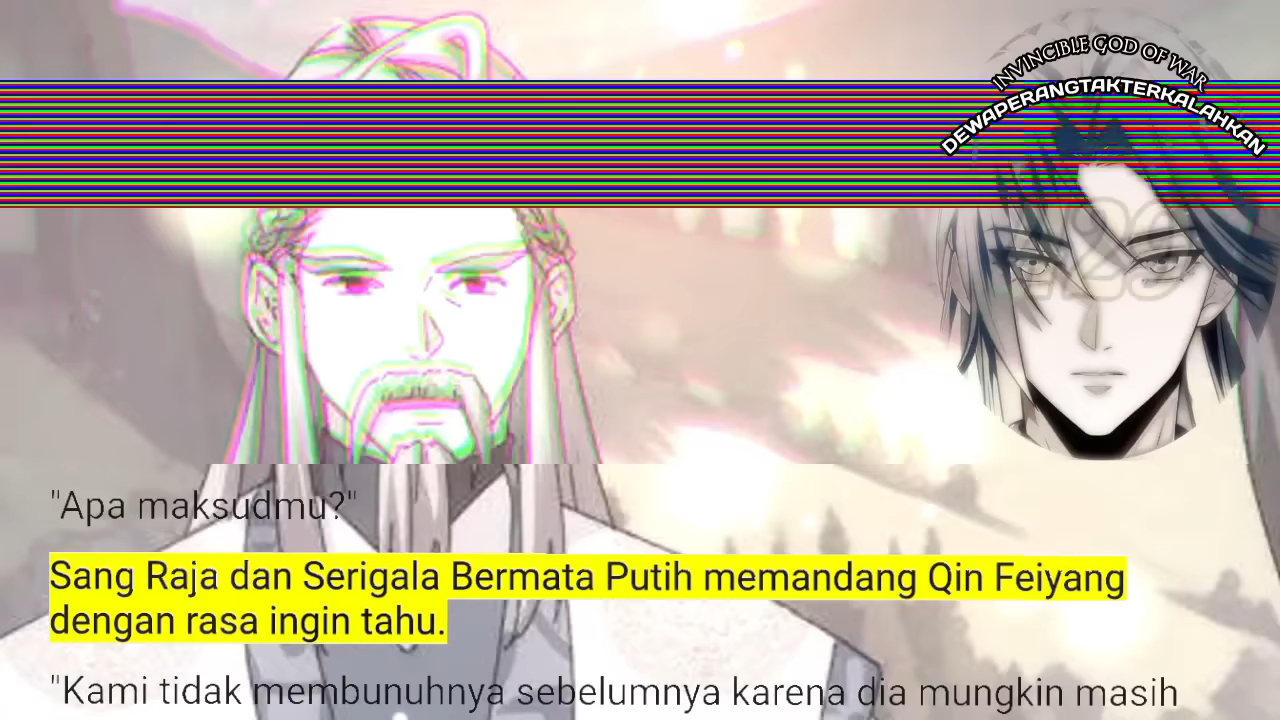 INVINCIBLE GOD OF WAR
DEWAPERANGTAKTERKALAHKAN
"Apa maksudmu?"
Sang Raja dan Serigala Bermata Putih memandang Qin Feiyang
dengan rasa ingin tahu.
"Kami tidak membunuhnya sebelumnya karena dia mungkin masih